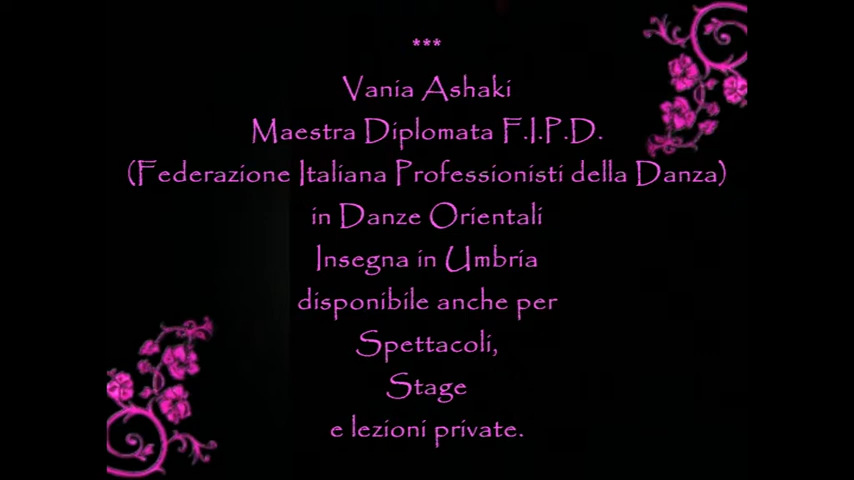 ***
Vania Ashaki
Maestra Diplomata F.I.P.D.
(Federazione Italiana Professionisti della Danza)
in Danze Orientali
Insegna in Umbria
disponibile anche per
Spettacoli,
Stage
e lezioni private.